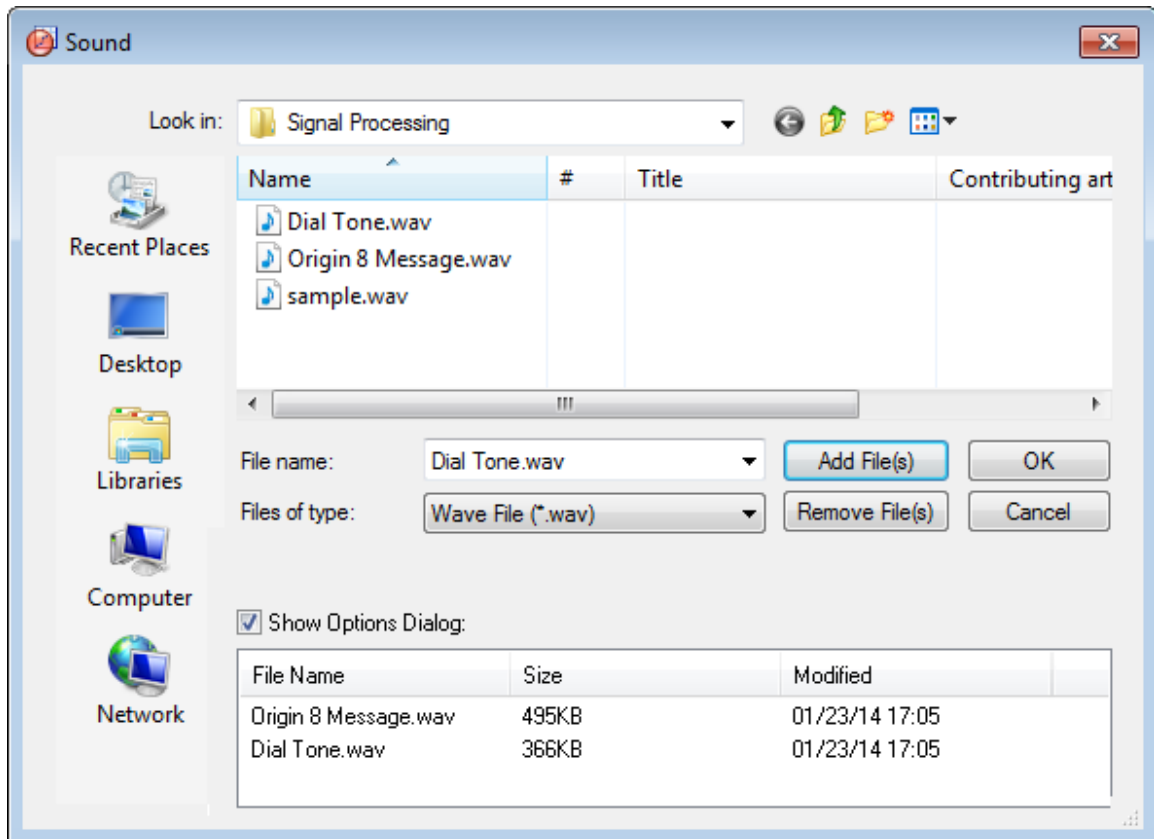 Sound
Look in: Signal Processing
Name # Title Contributing art
Dial Tone.wav
Origin 8 Message.wav
sample.wav
Recent Places
Desktop
Libraries
Computer
Network
File name: Dial Tone.wav Add File(s) OK
Files of type: Wave File (*.wav) Remove File(s) Cancel
Show Options Dialog:
File Name Size Modified
Origin 8 Message.wav 495KB 01/23/14 17:05
Dial Tone.wav 366KB 01/23/14 17:05